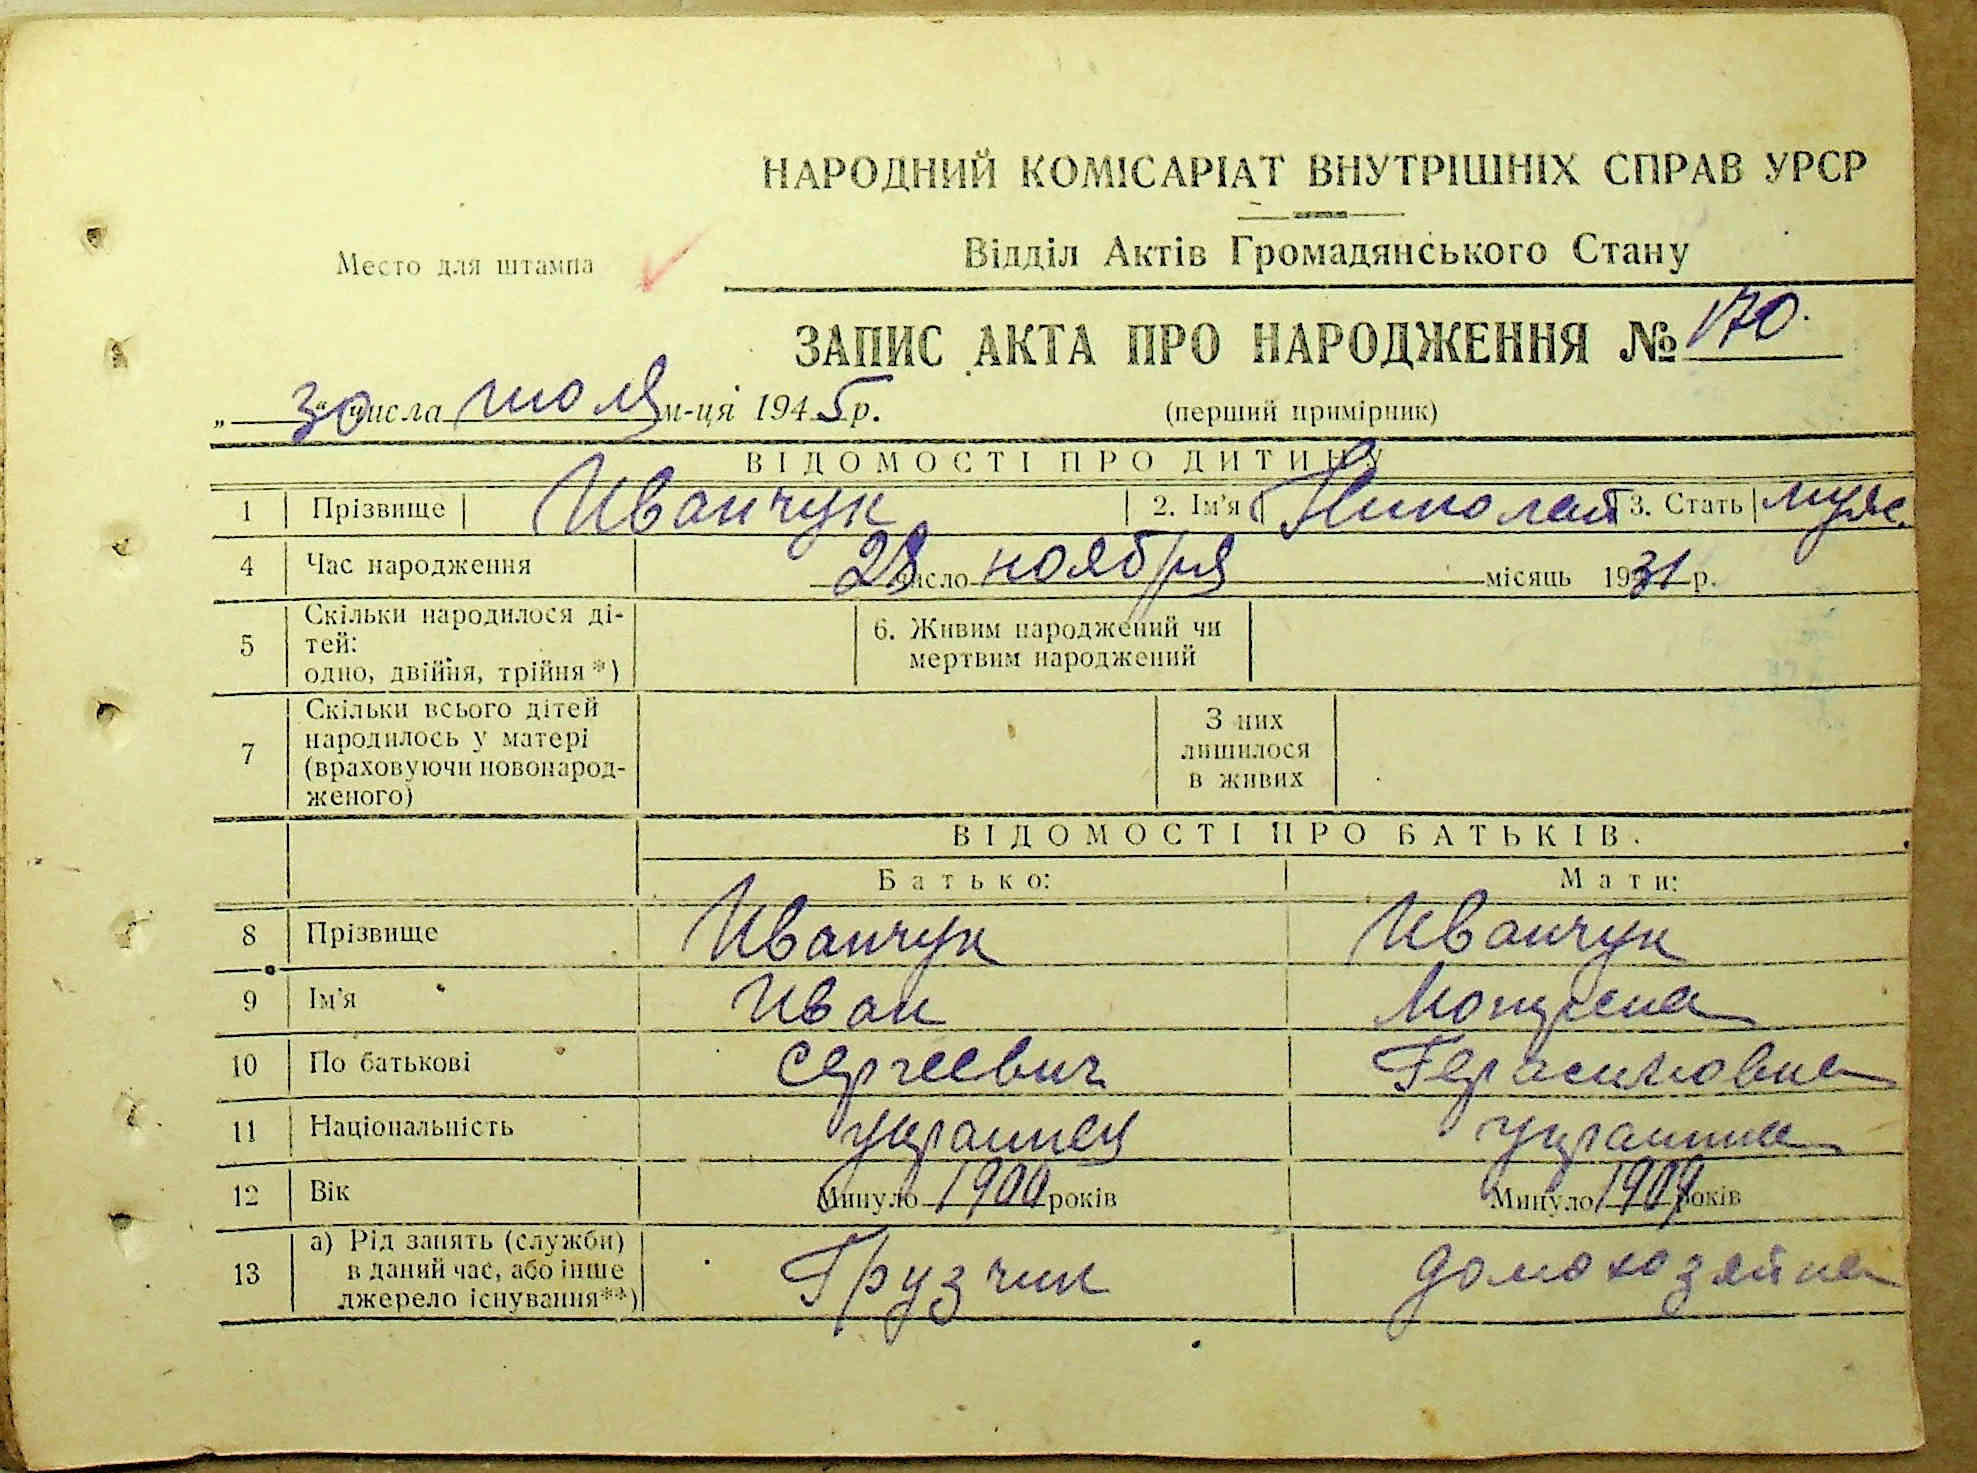 НАРОДНИЙ КОМІСАРІАТ ВНУТРІШНІХ СПРАВ УРСР
Место для штампа
Відділ Актів Громадянського Стану
ЗАПИС АКТА ПРО НАРОДЖЕННЯ № 170.
„30“ числа июля м-ця 1945 р.
(перший примірник)
ВІДОМОСТІ ПРО ДИТИНУ
1 Прізвище Иванчук 2. Ім'я Николай 3. Стать муж.
4 Час народження 28 число ноября місяць 1931 р.
5 Скільки народилося ді-
тей:
одно, двійня, трійня *)
6. Живим народжений чи
мертвим народжений
7 Скільки всього дітей
народилось у матері
(враховуючи новонарод-
женого)
З них
лишилося
в живих
ВІДОМОСТІ ПРО БАТЬКІВ.
Батько: Мати:
8 Прізвище Иванчук Иванчук
9 Ім'я Иван
10 По батькові Сергеевич Герасимовна
11 Національність украинец украинка
12 Вік Минуло 1900 років Минуло 1909 років
13 а) Рід занять (служби)
в даний час, або інше
джерело існування**)
Грузчик домохозяйка